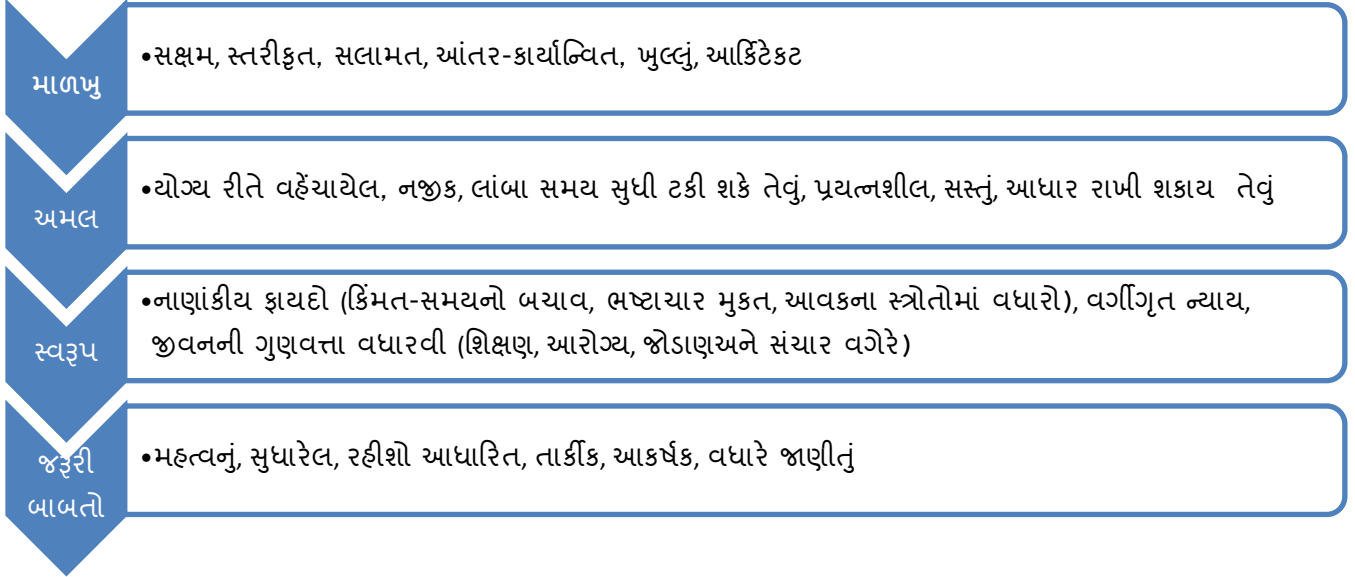 માળખુ
•સક્ષમ, સ્તરીકૃત, સલામત, આંતર-કાર્યાન્વિત, ખુલ્લું, આર્કિટેકટ
અમલ
•યોગ્ય રીતે વહેંચાયેલ, નજીક, લાંબા સમય સુધી ટકી શકે તેવું, પ્રયત્નશીલ, સસ્તું, આધાર રાખી શકાય તેવું
સ્વરૂપ
•નાણાંકીય ફાયદો (કિંમત-સમયનો બચાવ, ભષ્ટાચાર મુકત, આવકના સ્ત્રોતોમાં વધારો), વર્ગીગૃત ન્યાય,
જીવનની ગુણવત્તા વધારવી (શિક્ષણ, આરોગ્ય, જોડાણઅને સંચાર વગેરે)
જરૂરી
બાબતો
•મહત્વનું, સુધારેલ, રહીશો આધારિત, તાર્કીક, આકર્ષક, વધારે જાણીતું